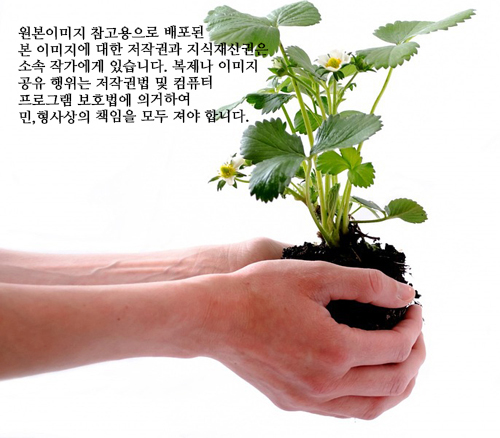 원본이미지 참고용으로 배포된
본 이미지에 대한 저작권과 지식재산권은
소속 작가에게 있습니다. 복제나 이미지
공유 행위는 저작권법 및 컴퓨터
프로그램 보호법에 의거하여
민,형사상의 책임을 모두 져야 합니다.